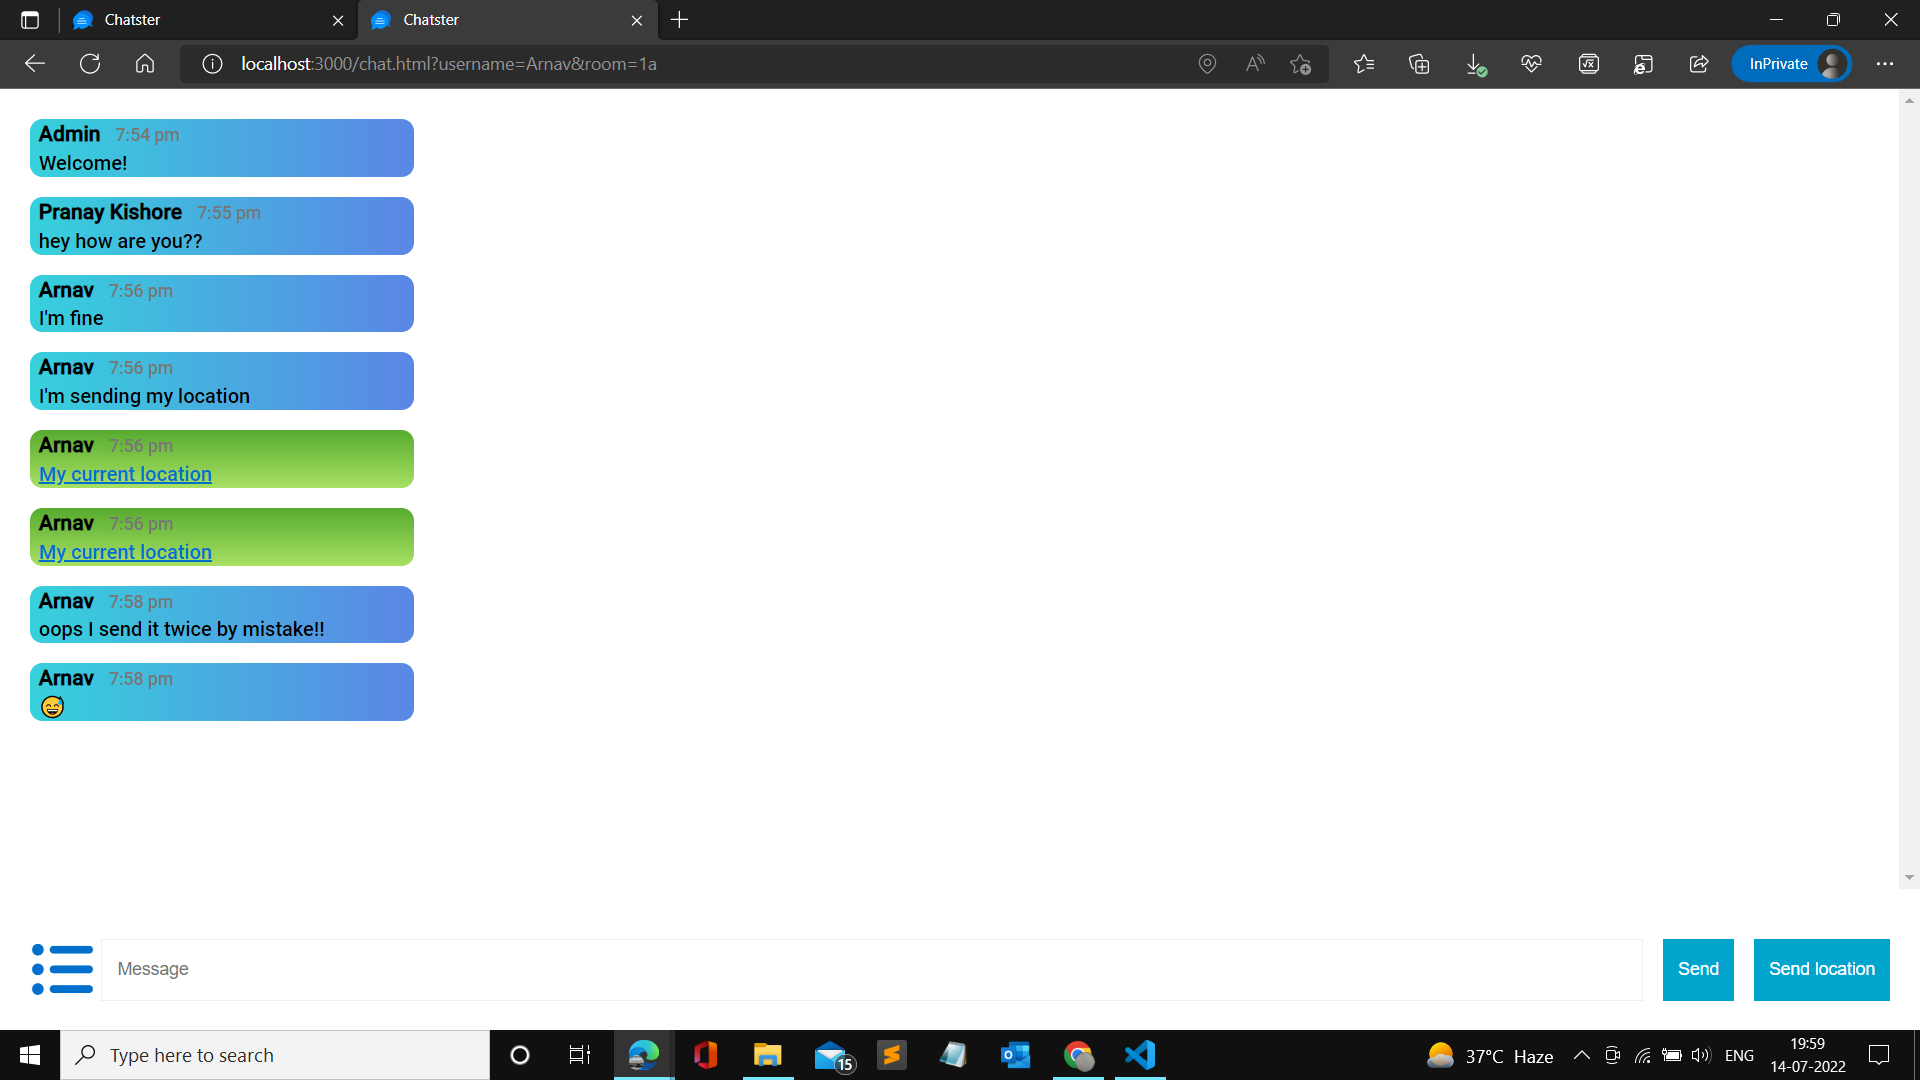 Chatster
Chatster
localhost:3000/chat.html?username=Arnav&room=1a
InPrivate
Admin 7:54 pm
Welcome!
Pranay Kishore 7:55 pm
hey how are you??
Arnav 7:56 pm
I'm fine
Arnav 7:56 pm
I'm sending my location
Arnav 7:56 pm
My current location
Arnav 7:56 pm
My current location
Arnav 7:58 pm
oops I send it twice by mistake!!
Arnav 7:58 pm
😅
Message
Send
Send location
Type here to search
15
37°C Haze
ENG
19:59
14-07-2022